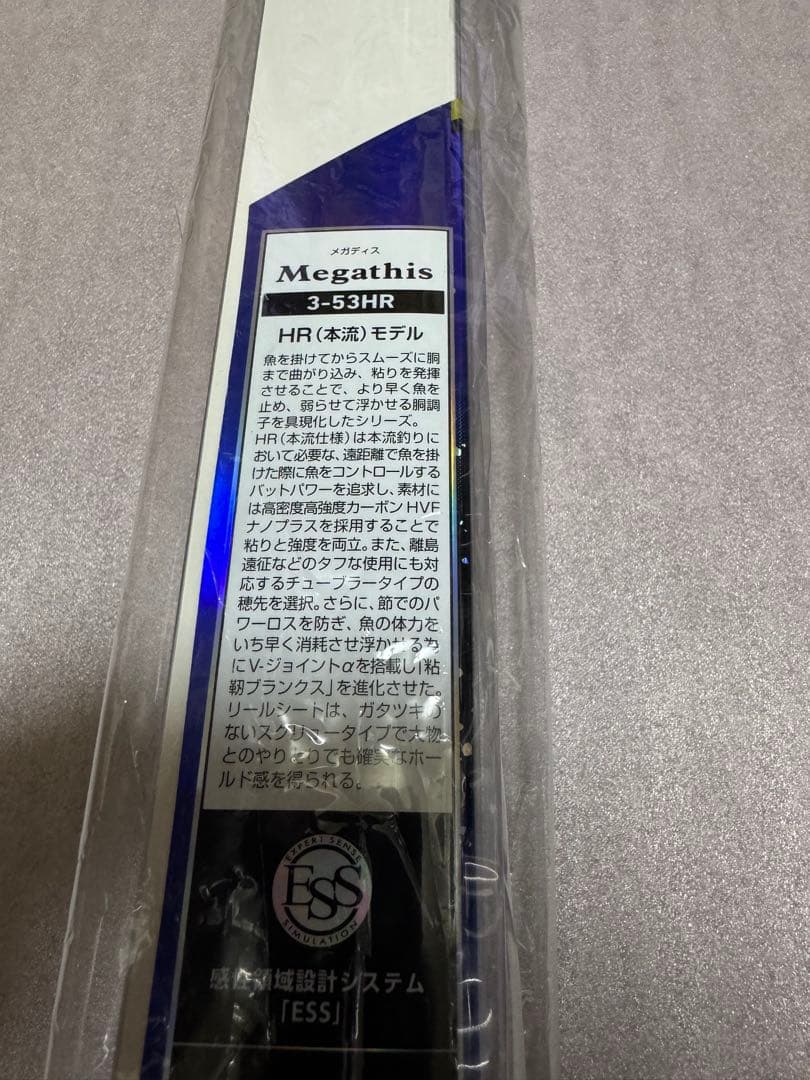 メガディス
Megathis
3-53HR
HR(本流)モデル
魚を掛けてからスムーズに胴
まで曲がり込み、粘りを発揮
させることで、より早く魚を
止め、弱らせて浮かせる胴調
子を具現化したシリーズ。
HR(本流仕様)は本流釣りに
おいて必要な、遠距離で魚を掛
けた際に魚をコントロールする
バットパワーを追求し、素材に
は高密度高強度カーボンHVF
ナノプラスを採用することで
粘りと強度を両立。また、離島
遠征などのタフな使用にも対
応するチューブラータイプの
穂先を選択。さらに、節でのパ
ワーロスを防ぎ、魚の体力を
いち早く消耗させ浮かせる為
にV-ジョイントαを搭載し「粘
靭ブランクス」を進化させた。
リールシートは、ガタツキの
ないスクリュータイプで大物
とのやりとりでも確実なホー
ルド感を得られる。
EXPERT SENSE
ESS
SIMULATION
感性領域設計システム
「ESS」